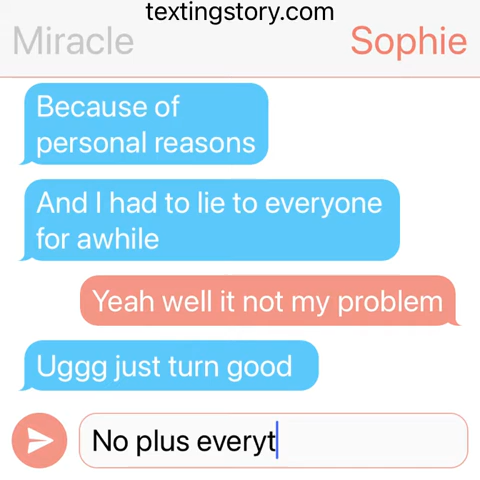 textingstory.com
Miracle
Sophie
Because of
personal reasons
And I had to lie to everyone
for awhile
Yeah well it not my problem
Uggg just turn good
No plus everyt